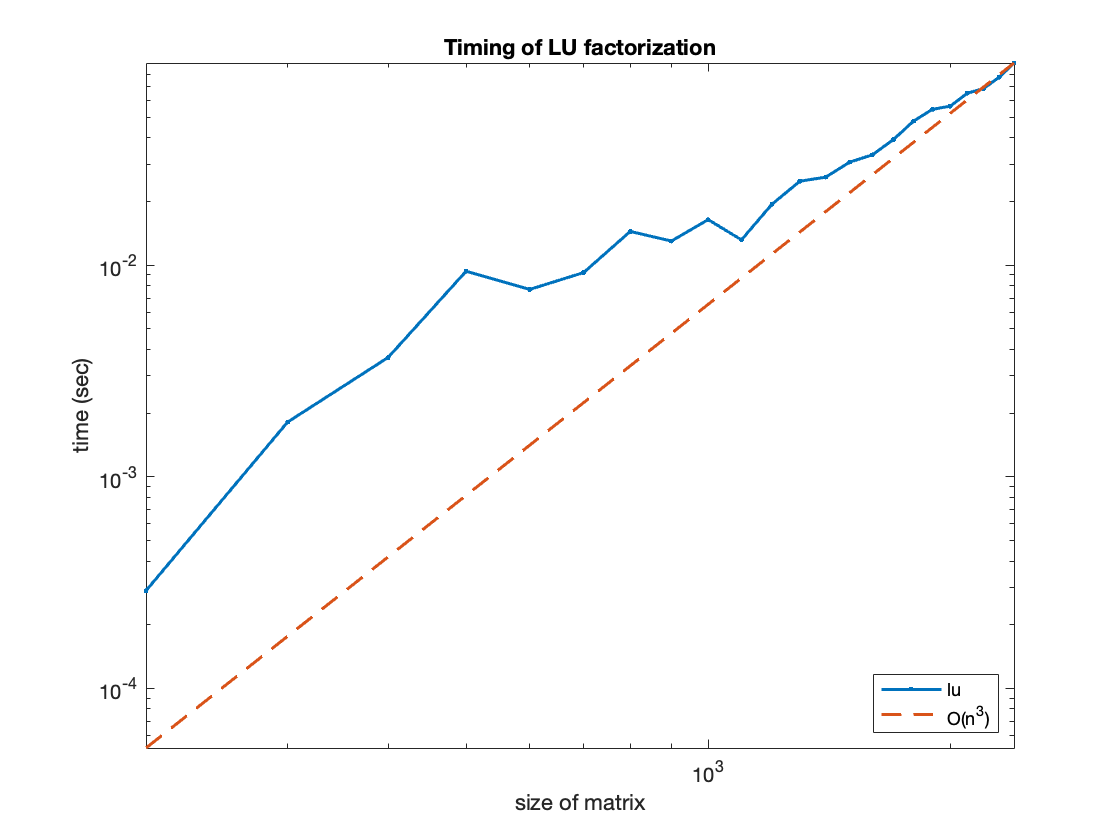 Timing of LU factorization
time (sec)
10^-2
10^-3
10^-4
10^3
size of matrix
lu
O(n^3)